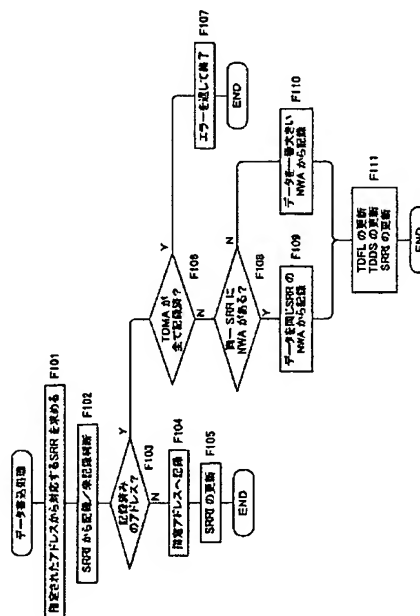 データ書込処理
指定されたアドレスから対応するSRRを求める
F101
SRRIから記録／未記録判断
F102
記録済み
のアドレス？
F103
Y
N
指定アドレスへ記録
F104
SRRIの更新
F105
END
TDMAが
全て記録済？
F106
Y
N
エラーを返して終了
F107
END
同一SRRに
NWAがある？
F108
Y
N
データを同じSRRの
NWAから記録
F109
データを一番大きい
NWAから記録
F110
TDFLの更新
TDDSの更新
SRRIの更新
F111
END